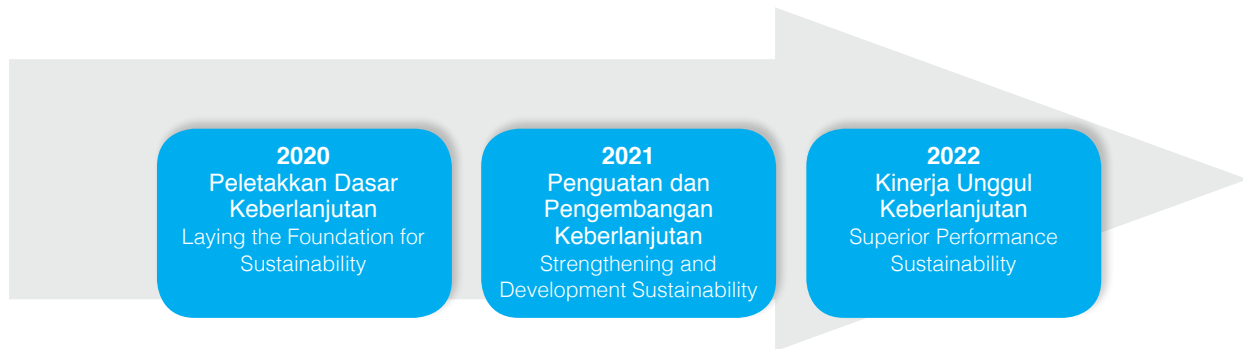 2020
Peletakkan Dasar
Keberlanjutan
Laying the Foundation for
Sustainability
2021
Penguatan dan
Pengembangan
Keberlanjutan
Strengthening and
Development Sustainability
2022
Kinerja Unggul
Keberlanjutan
Superior Performance
Sustainability